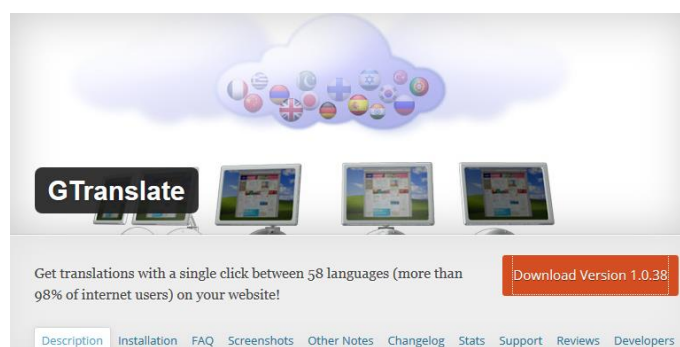 GTranslate
Get translations with a single click between 58 languages (more than
98% of internet users) on your website!
Download Version 1.0.38
Description Installation FAQ Screenshots Other Notes Changelog Stats Support Reviews Developers